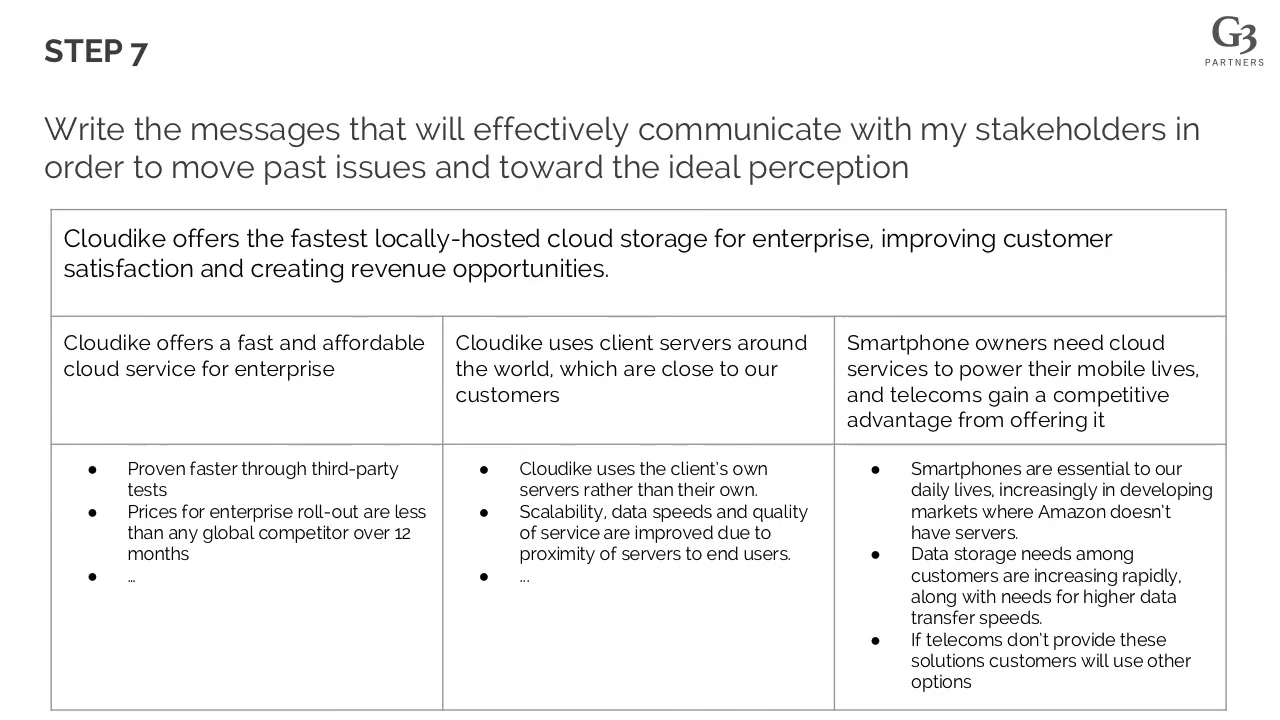 STEP 7
G3
PARTNERS
Write the messages that will effectively communicate with my stakeholders in
order to move past issues and toward the ideal perception
Cloudike offers the fastest locally-hosted cloud storage for enterprise, improving customer
satisfaction and creating revenue opportunities.
Cloudike offers a fast and affordable
cloud service for enterprise
Cloudike uses client servers around
the world, which are close to our
customers
Smartphone owners need cloud
services to power their mobile lives,
and telecoms gain a competitive
advantage from offering it
● Proven faster through third-party
tests
● Prices for enterprise roll-out are less
than any global competitor over 12
months
● …
● Cloudike uses the client's own
servers rather than their own.
● Scalability, data speeds and quality
of service are improved due to
proximity of servers to end users.
● ...
● Smartphones are essential to our
daily lives, increasingly in developing
markets where Amazon doesn't
have servers.
● Data storage needs among
customers are increasing rapidly,
along with needs for higher data
transfer speeds.
● If telecoms don't provide these
solutions customers will use other
options